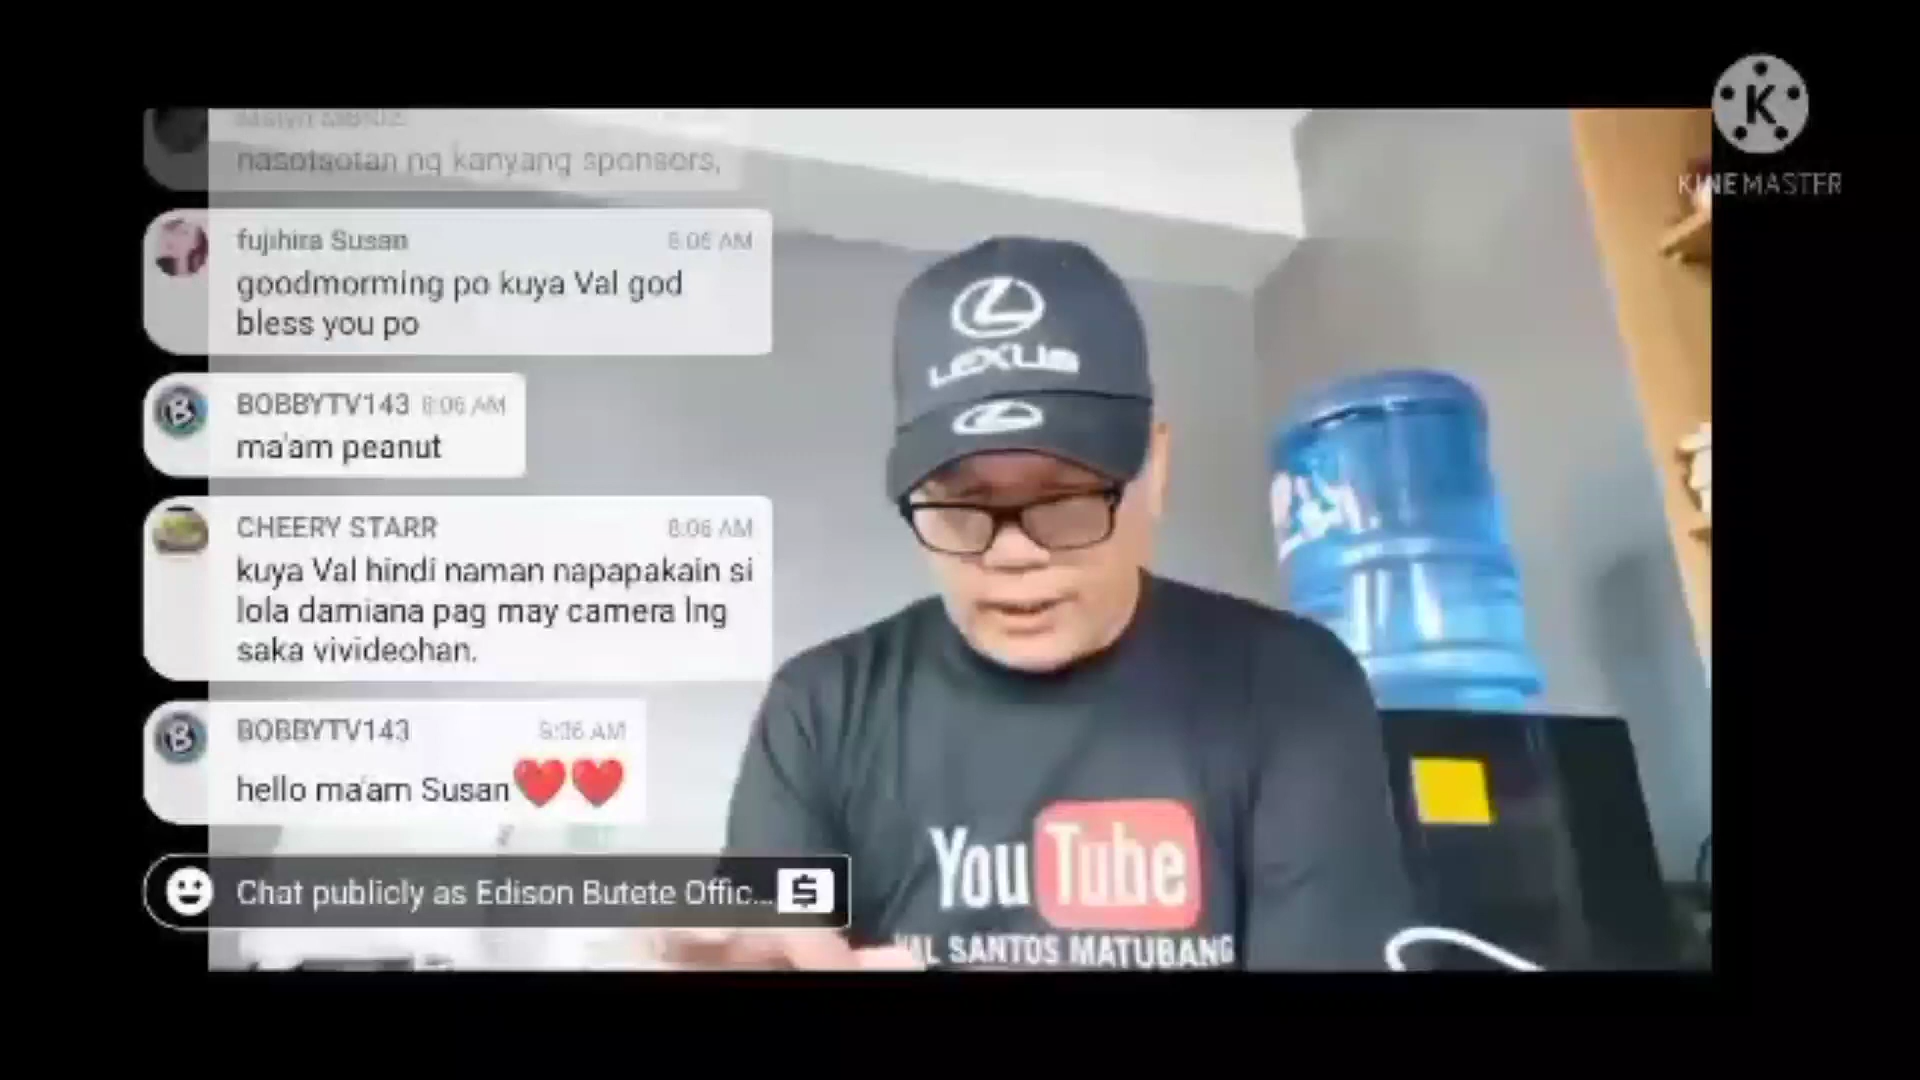 nasotsotan ng kanyang sponsors,
fujihira Susan 8:06 AM
goodmorming po kuya Val god
bless you po
BOBBYTV143 8:06 AM
ma'am peanut
CHEERY STARR 8:06 AM
kuya Val hindi naman napapakain si
lola damiana pag may camera lng
saka vivideohan.
BOBBYTV143 8:06 AM
hello ma'am Susan❤️❤️
Chat publicly as Edison Butete Offic...
$
LEXUS
YouTube
VAL SANTOS MATUBANG
K
KINEMASTER